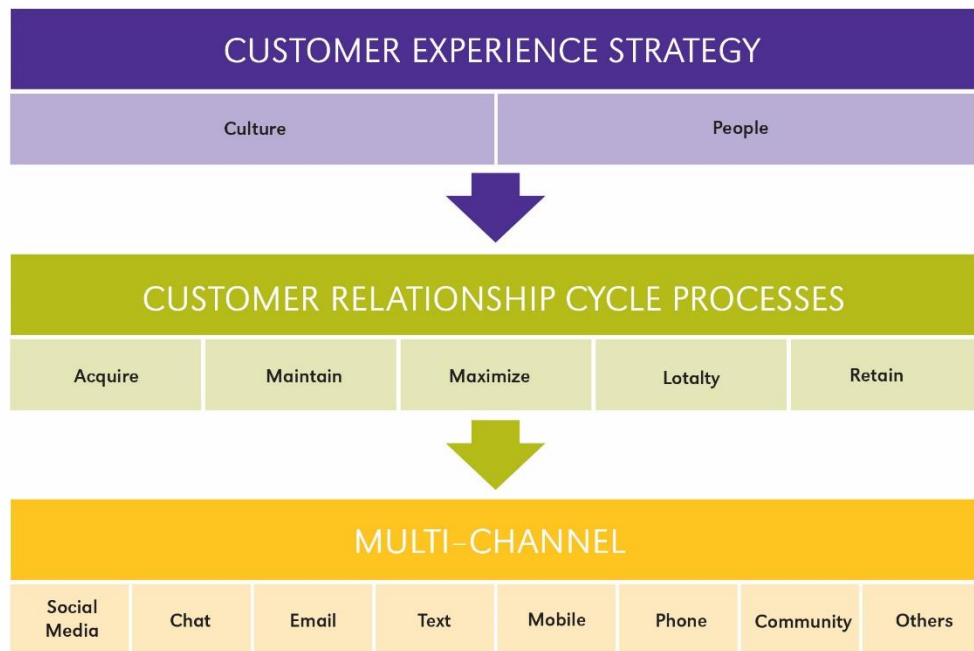 CUSTOMER EXPERIENCE STRATEGY
Culture
People
CUSTOMER RELATIONSHIP CYCLE PROCESSES
Acquire
Maintain
Maximize
Lotalty
Retain
MULTI–CHANNEL
Social
Media
Chat
Email
Text
Mobile
Phone
Community
Others